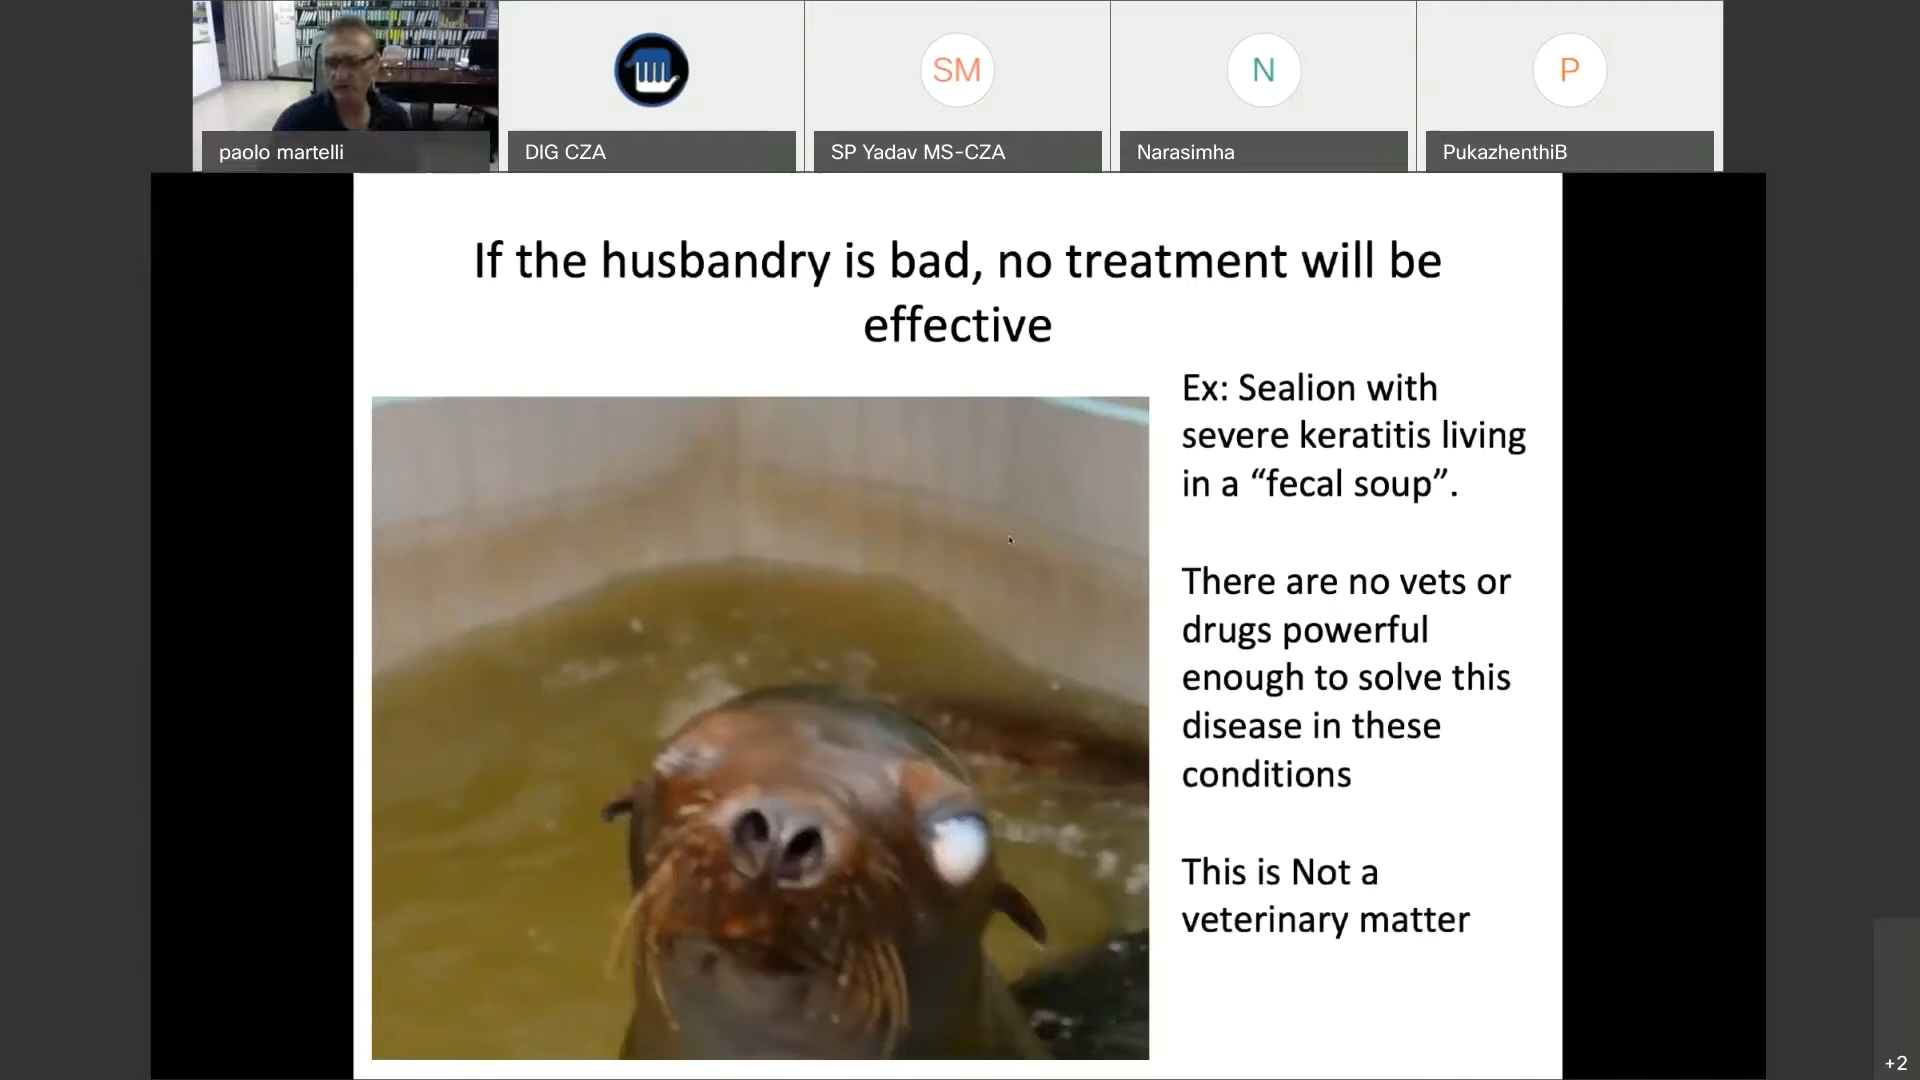 paolo martelli
DIG CZA
SM
SP Yadav MS-CZA
N
Narasimha
P
PukazhenthiB
If the husbandry is bad, no treatment will be
effective
Ex: Sealion with
severe keratitis living
in a “fecal soup”.
There are no vets or
drugs powerful
enough to solve this
disease in these
conditions
This is Not a
veterinary matter
+2